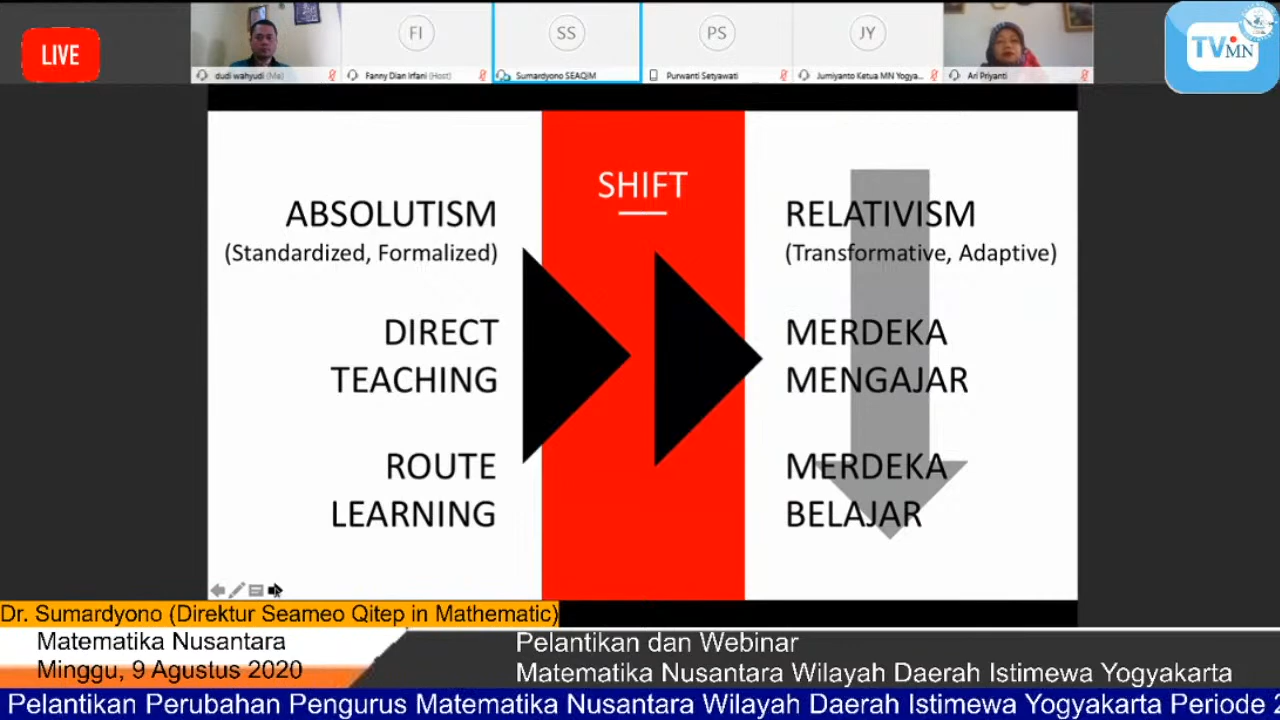 LIVE
FI
SS
PS
JY
dudi wahyudi (Me)
Fanny Dian Irfani (Host)
Sumardyono SEAQIM
Purwanti Setyawati
Jumiyanto Ketua MN Yogya...
Ari Priyanti
TVMN
SHIFT
ABSOLUTISM
(Standardized, Formalized)
DIRECT
TEACHING
ROUTE
LEARNING
RELATIVISM
(Transformative, Adaptive)
MERDEKA
MENGAJAR
MERDEKA
BELAJAR
Dr. Sumardyono (Direktur Seameo Qitep in Mathematic)
Matematika Nusantara
Minggu, 9 Agustus 2020
Pelantikan dan Webinar
Matematika Nusantara Wilayah Daerah Istimewa Yogyakarta
Pelantikan Perubahan Pengurus Matematika Nusantara Wilayah Daerah Istimewa Yogyakarta Periode 2